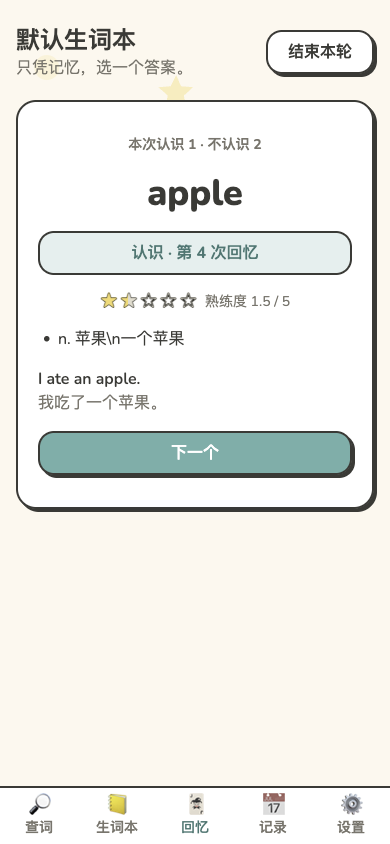 默认生词本
只凭记忆，选一个答案。
结束本轮
本次认识 1 · 不认识 2
apple
认识 · 第 4 次回忆
熟练度 1.5 / 5
• n. 苹果\n一个苹果
I ate an apple.
我吃了一个苹果。
下一个
17
查词
生词本
回忆
记录
设置